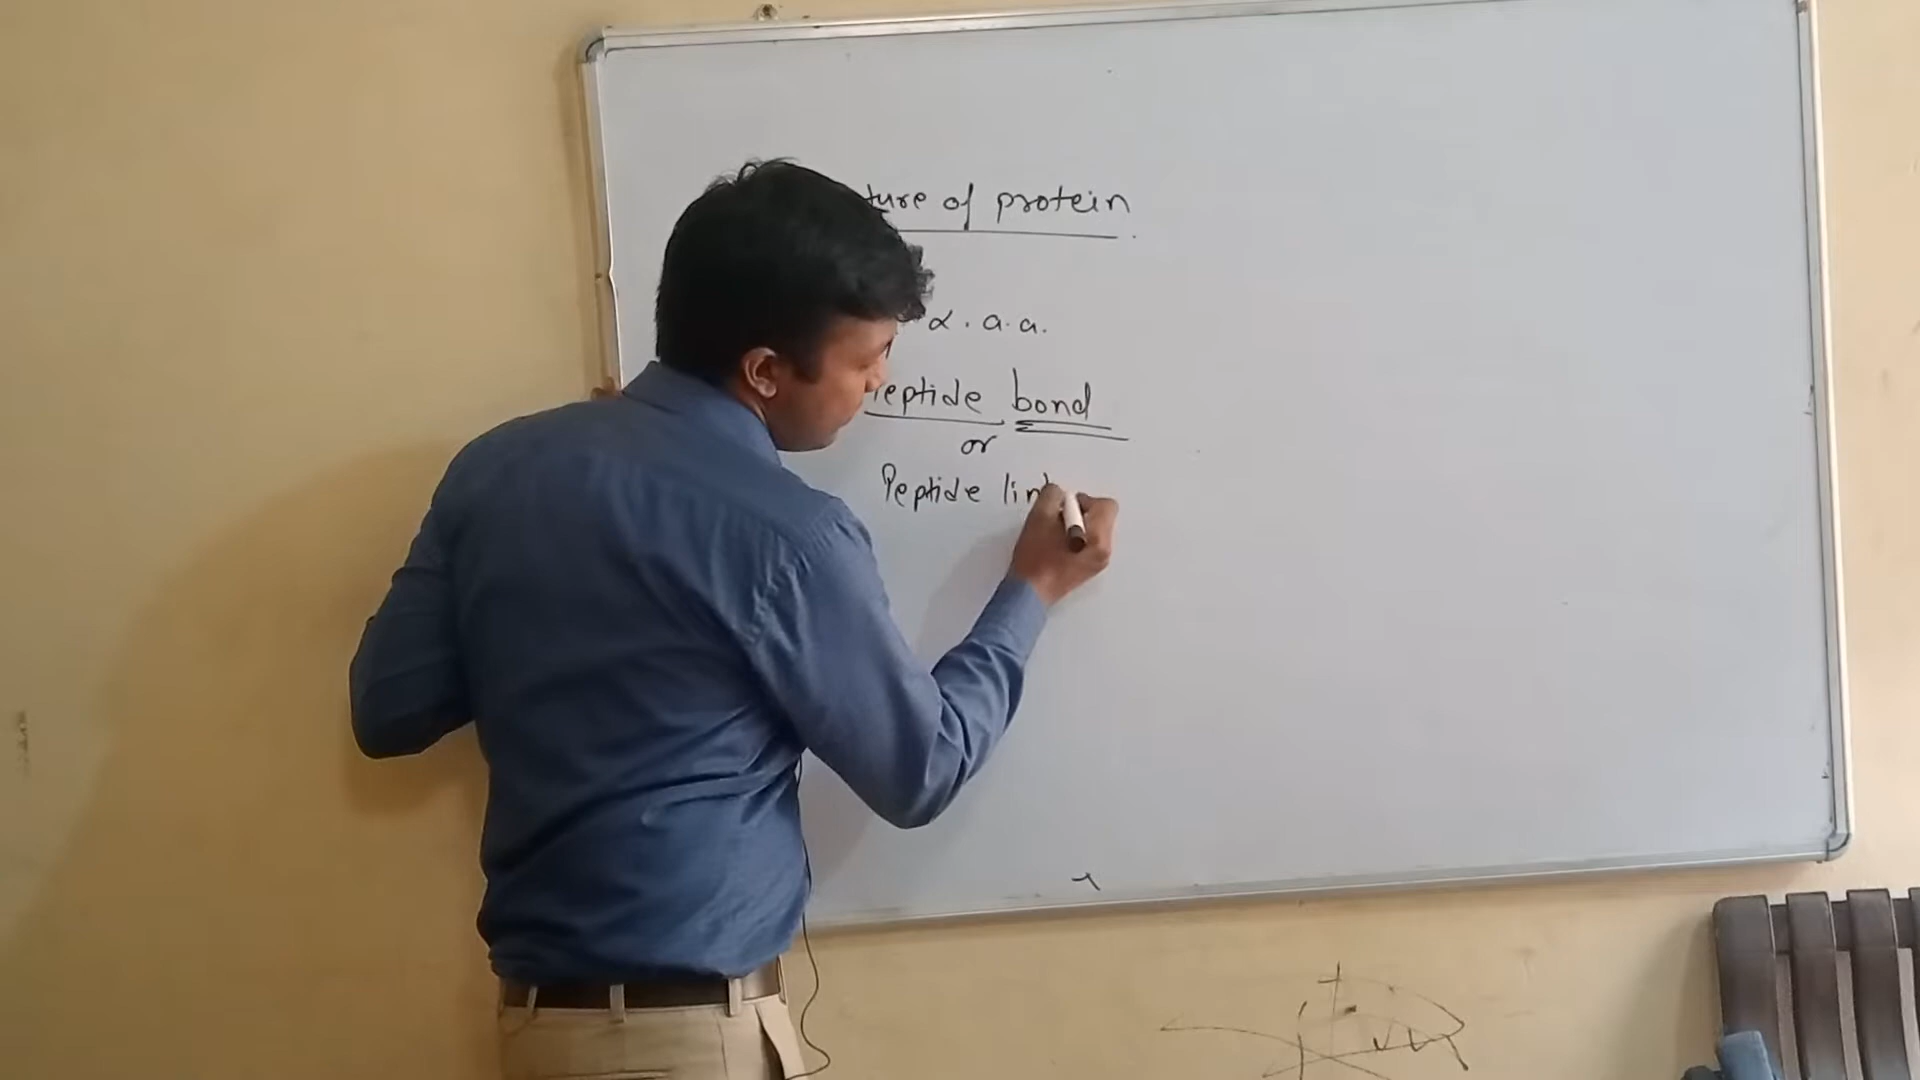 ture of protein
α. a.a.
eptide bond
or
Peptide lin